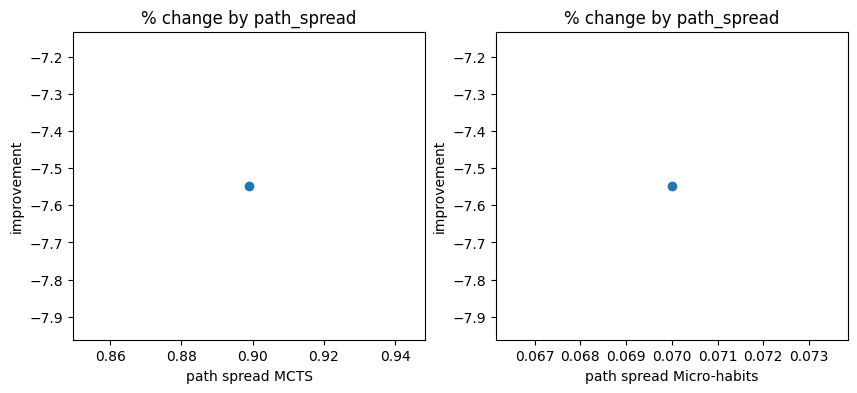 % change by path_spread
−7.2
−7.3
−7.4
−7.5
−7.6
−7.7
−7.8
−7.9
improvement
0.86 0.88 0.90 0.92 0.94
path spread MCTS
% change by path_spread
−7.2
−7.3
−7.4
−7.5
−7.6
−7.7
−7.8
−7.9
improvement
0.067 0.068 0.069 0.070 0.071 0.072 0.073
path spread Micro-habits